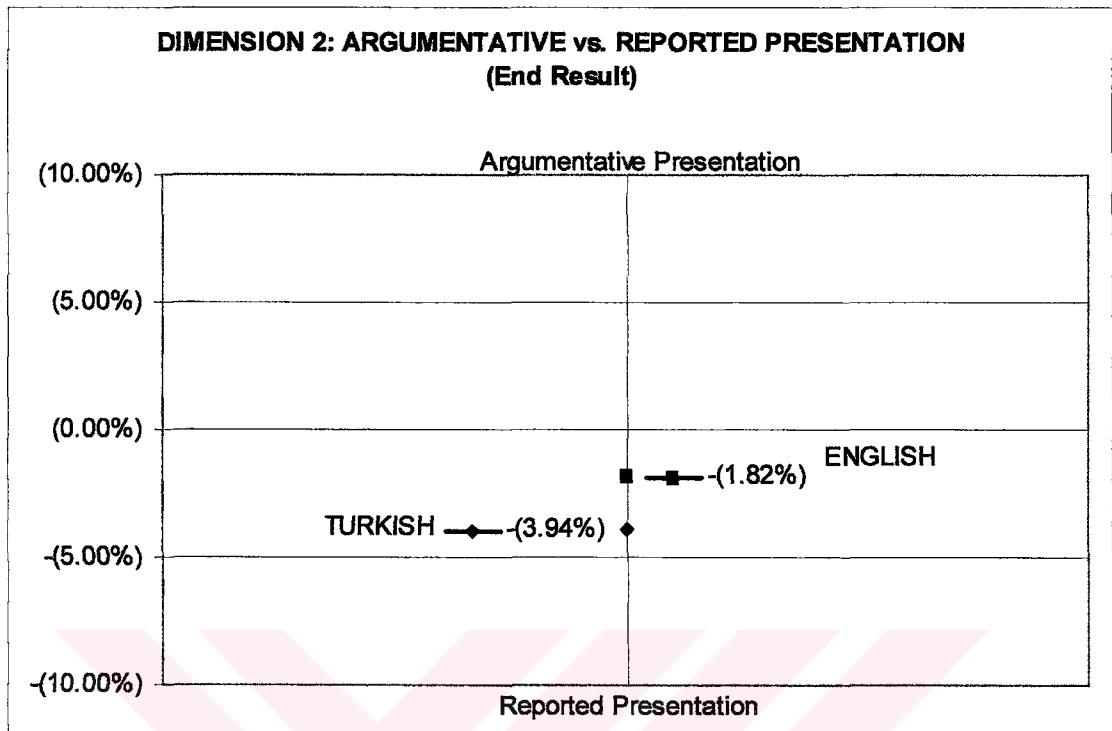 DIMENSION 2: ARGUMENTATIVE vs. REPORTED PRESENTATION
(End Result)
Argumentative Presentation
(10.00%)
(5.00%)
(0.00%)
ENGLISH
-(1.82%)
TURKISH -(3.94%)
-(5.00%)
-(10.00%)
Reported Presentation